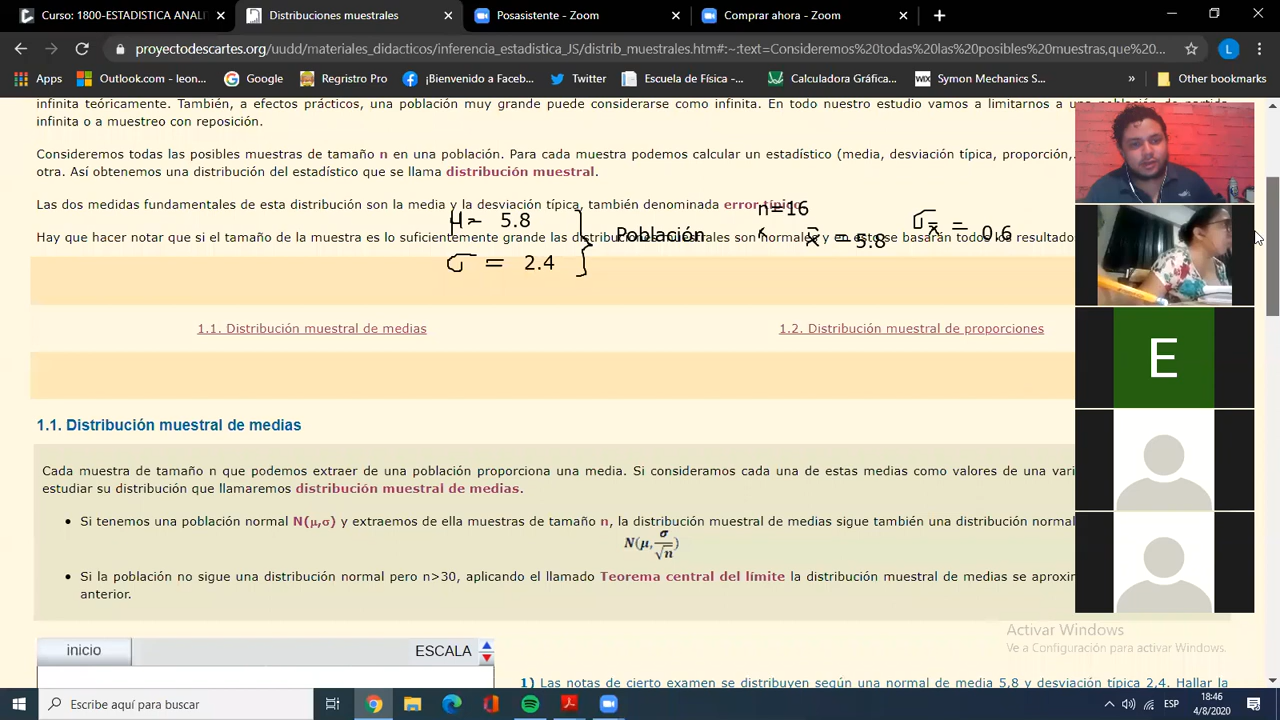 Curso: 1800-ESTADISTICA ANALI
Distribuciones muestrales
Posasistente - Zoom
Comprar ahora - Zoom
proyectodescartes.org/uudd/materiales_didacticos/inferencia_estadistica_JS/distrib_muestrales.htm#:~:text=Consideremos%20todas%20las%20posibles%20muestras,que%20...
L
Apps
Outlook.com - leon...
Google
Registro Pro
¡Bienvenido a Faceb...
Twitter
Escuela de Física -...
Calculadora Gráfica...
WiX
Symon Mechanics S...
»
Other bookmarks
infinita teóricamente. También, a efectos prácticos, una población muy grande puede considerarse como infinita. En todo nuestro estudio vamos a limitarnos a una población de partida
infinita o a muestreo con reposición.
Consideremos todas las posibles muestras de tamaño n en una población. Para cada muestra podemos calcular un estadístico (media, desviación típica, proporción,..
otra. Así obtenemos una distribución del estadístico que se llama distribución muestral.
Las dos medidas fundamentales de esta distribución son la media y la desviación típica, también denominada error típico.
Hay que hacer notar que si el tamaño de la muestra es lo suficientemente grande las distribuciones muestrales son normales y en esto se basarán todos los resultados
μ= 5.8
σ = 2.4
Población
n=16
x̄ =5.8
σx̄ = 0.6
1.1. Distribución muestral de medias
1.2. Distribución muestral de proporciones
1.1. Distribución muestral de medias
Cada muestra de tamaño n que podemos extraer de una población proporciona una media. Si consideramos cada una de estas medias como valores de una vari
estudiar su distribución que llamaremos distribución muestral de medias.
• Si tenemos una población normal N(μ,σ) y extraemos de ella muestras de tamaño n, la distribución muestral de medias sigue también una distribución normal
N(μ, σ/√n)
• Si la población no sigue una distribución normal pero n>30, aplicando el llamado Teorema central del límite la distribución muestral de medias se aproxim
anterior.
E
Activar Windows
Ve a Configuración para activar Windows.
inicio
ESCALA
1) Las notas de cierto examen se distribuyen según una normal de media 5,8 y desviación típica 2,4. Hallar la
Escribe aquí para buscar
ESP
18:46
4/8/2020